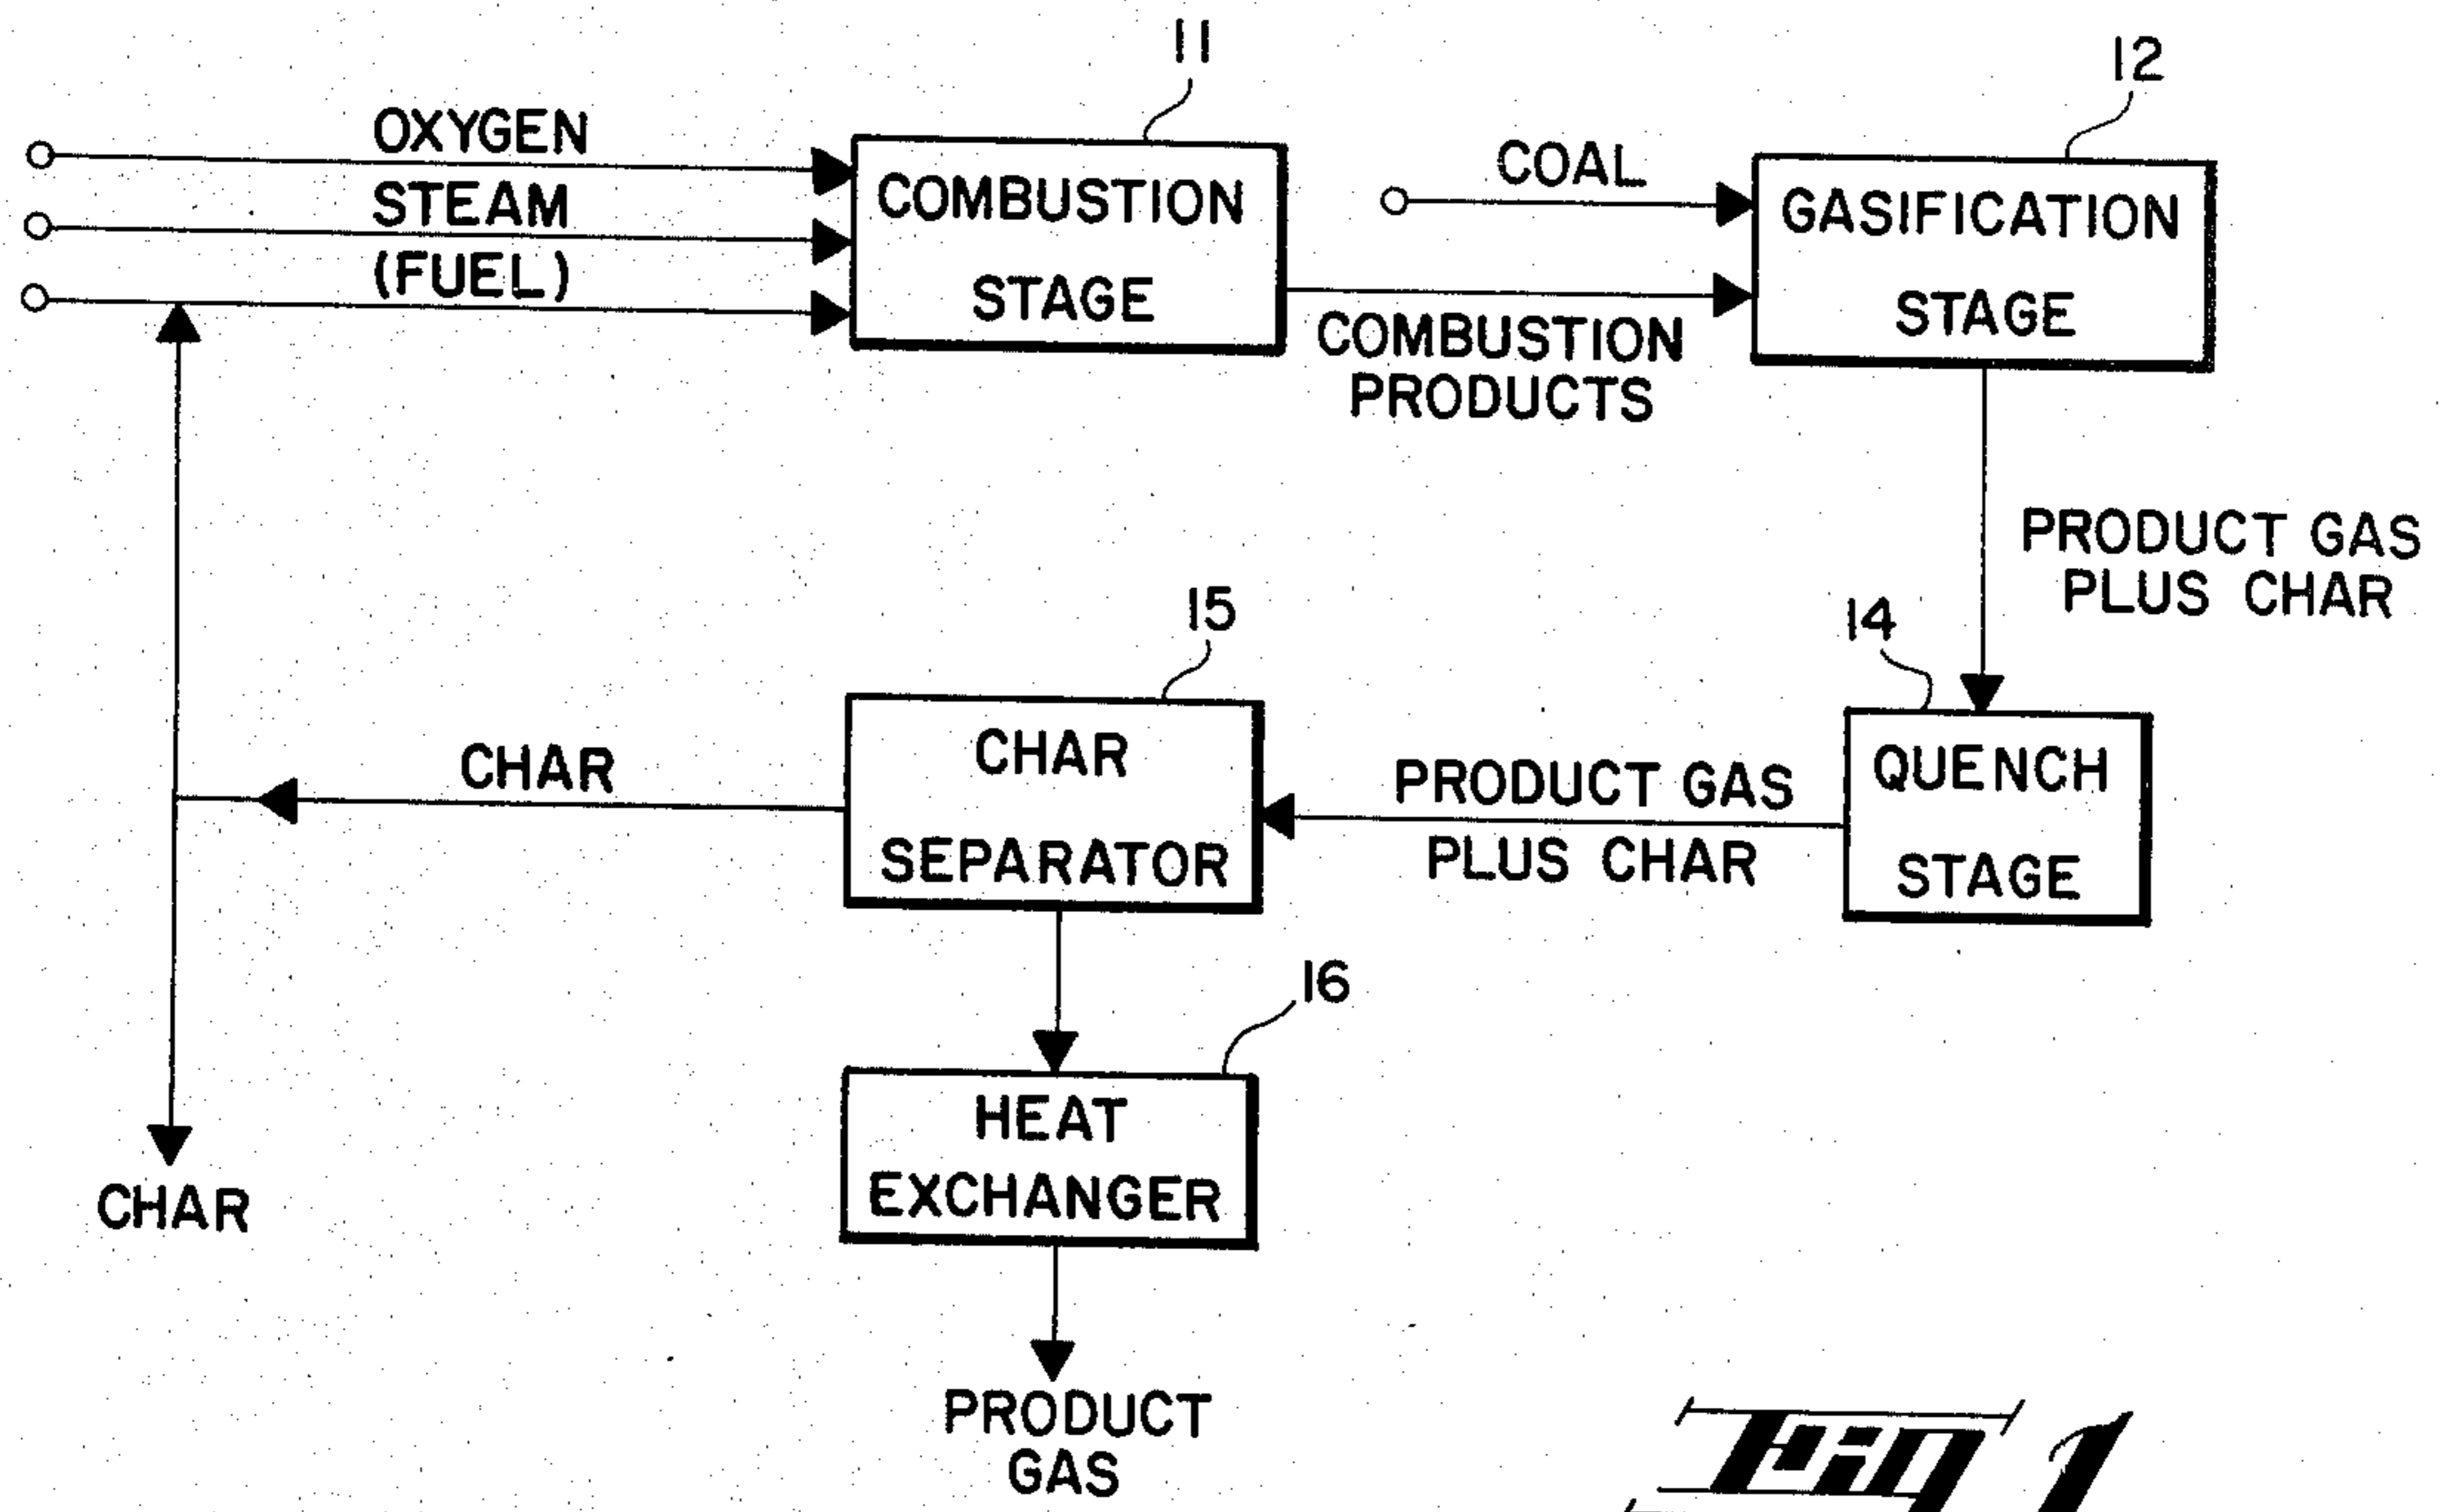 11
12
OXYGEN
STEAM
(FUEL)
COMBUSTION
STAGE
COAL
COMBUSTION
PRODUCTS
GASIFICATION
STAGE
PRODUCT GAS
PLUS CHAR
14
QUENCH
STAGE
PRODUCT GAS
PLUS CHAR
15
CHAR
SEPARATOR
CHAR
CHAR
16
HEAT
EXCHANGER
PRODUCT
GAS
Fig 1